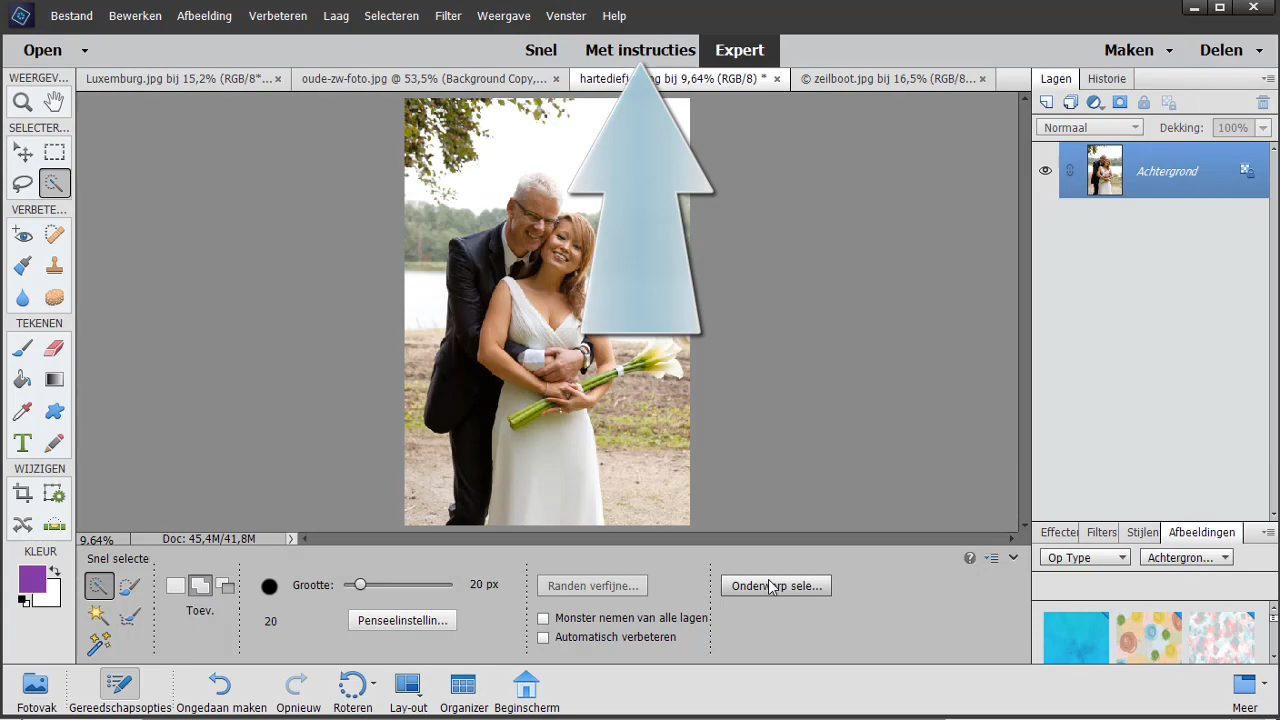 Bestand Bewerken Afbeelding Verbeteren Laag Selecteren Filter Weergave Venster Help
Open Snel Met instructies Expert Maken Delen
Luxemburg.jpg bij 15,2% (RGB/8*... × oude-zw-foto.jpg @ 53,5% (Background Copy,... × bij 9,64% (RGB/8) * × © zeilboot.jpg bij 16,5% (RGB/8... ×
WEERGEV...
SELECTER...
VERBETE...
TEKENEN
WIJZIGEN
KLEUR
Lagen Historie
Normaal Dekking: 100%
Achtergrond
9,64% Doc: 45,4M/41,8M
Snel selecte
Toev.
Grootte: 20 px
20
Penseelinstellin...
Randen verfijne...
Monster nemen van alle lagen
Automatisch verbeteren
Onderwerp sele...
Effecter Filters Stijlen Afbeeldingen
Op Type Achtergron...
Fotovak Gereedschapsopties Ongedaan maken Opnieuw Roteren Lay-out Organizer Beginscherm Meer